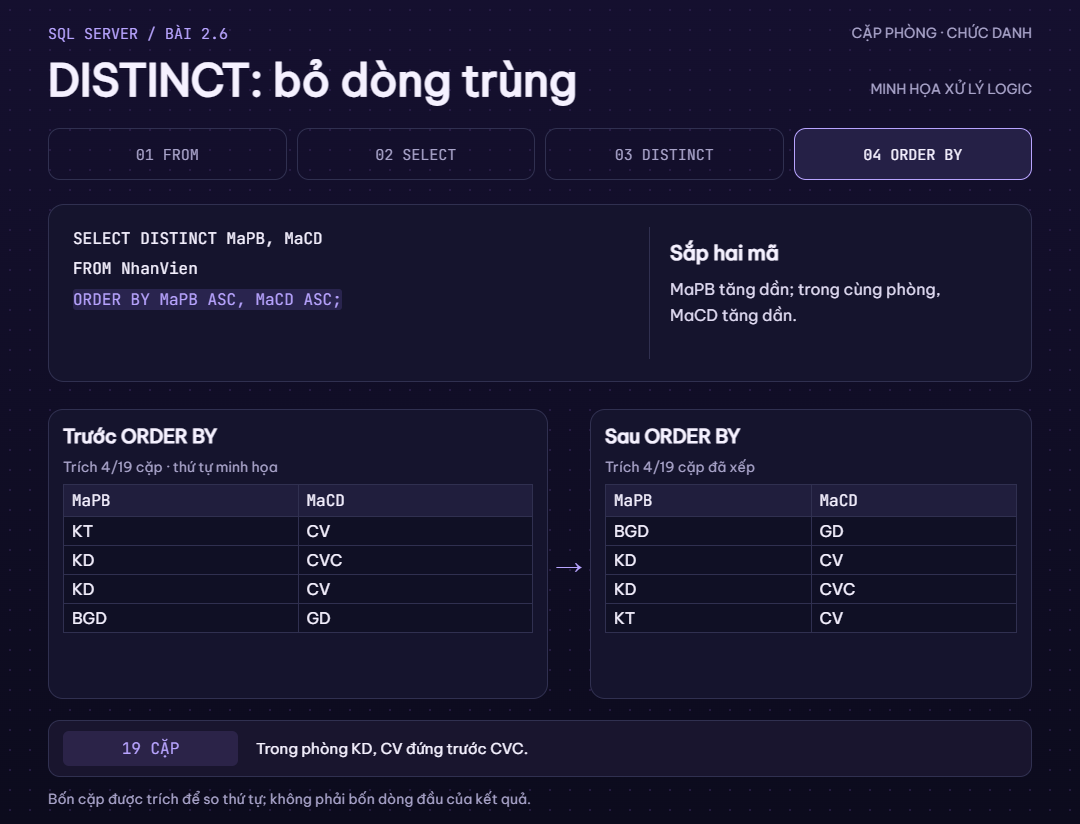 SQL SERVER / BÀI 2.6
CẶP PHÒNG · CHỨC DANH
DISTINCT: bỏ dòng trùng
MINH HỌA XỬ LÝ LOGIC
01 FROM
02 SELECT
03 DISTINCT
04 ORDER BY
SELECT DISTINCT MaPB, MaCD
FROM NhanVien
ORDER BY MaPB ASC, MaCD ASC;
Sắp hai mã
MaPB tăng dần; trong cùng phòng,
MaCD tăng dần.
Trước ORDER BY
Trích 4/19 cặp · thứ tự minh họa
MaPB MaCD
KT CV
KD CVC
KD CV
BGD GD
→
Sau ORDER BY
Trích 4/19 cặp đã xếp
MaPB MaCD
BGD GD
KD CV
KD CVC
KT CV
19 CẶP
Trong phòng KD, CV đứng trước CVC.
Bốn cặp được trích để so thứ tự; không phải bốn dòng đầu của kết quả.